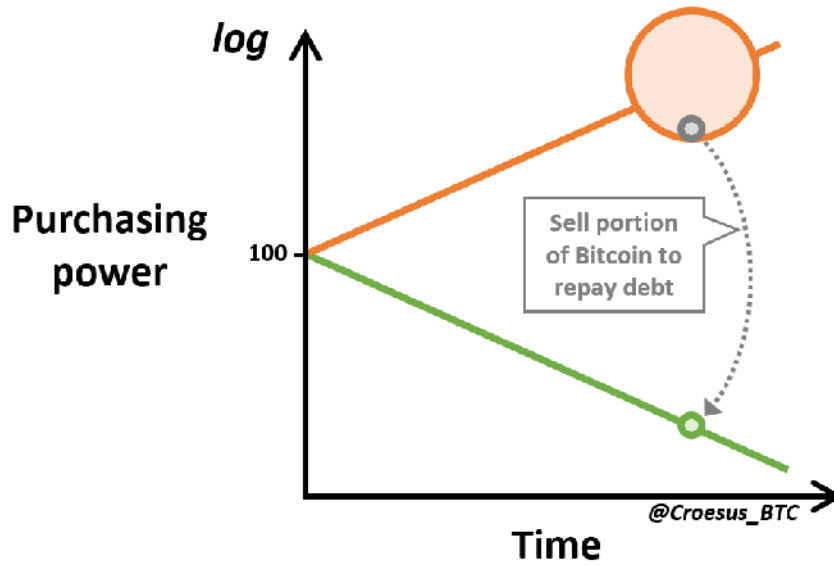 log
Purchasing
power
100
Sell portion
of Bitcoin to
repay debt
@Croesus_BTC
Time